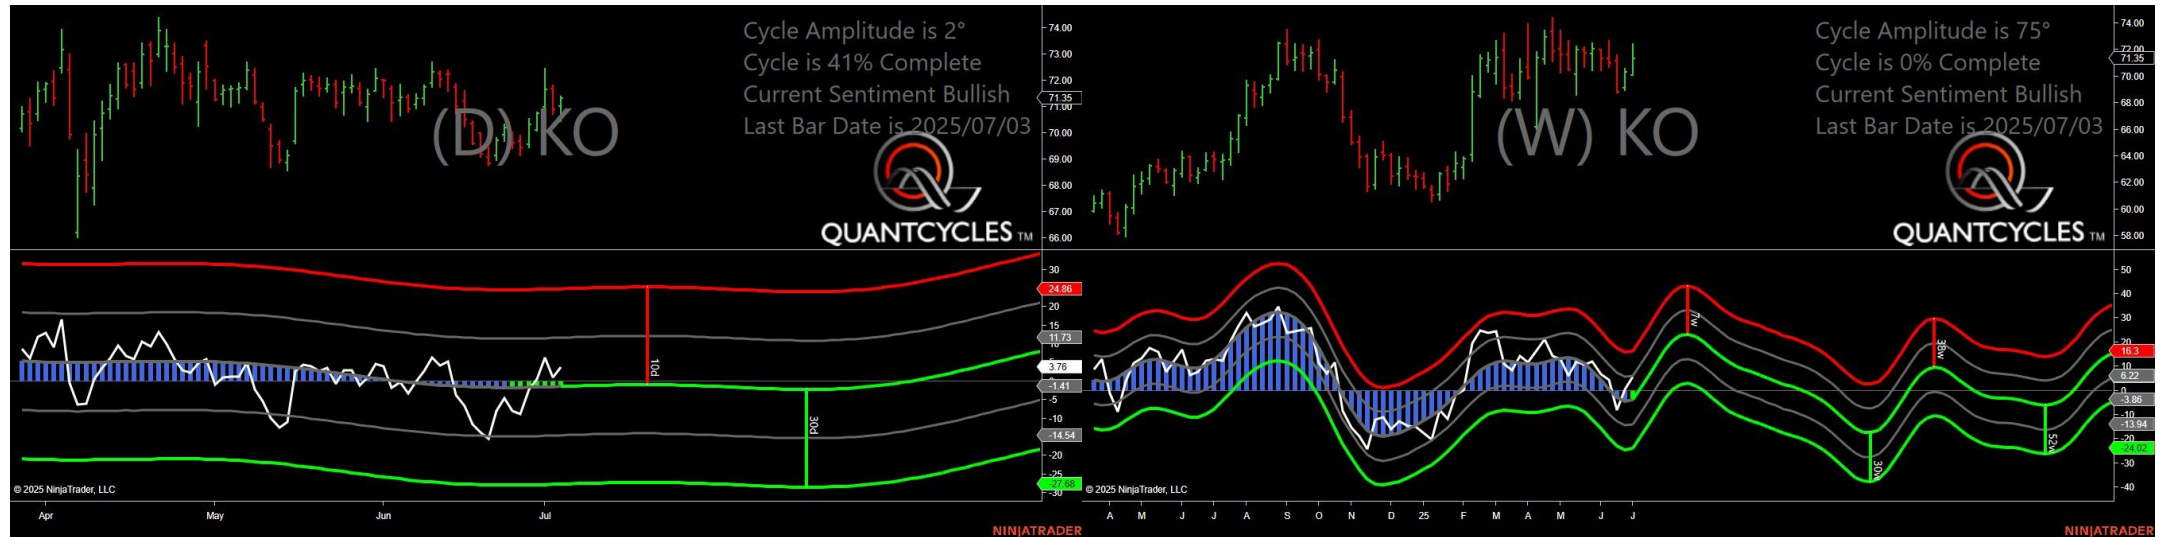 Cycle Amplitude is 2°
Cycle is 41% Complete
Current Sentiment Bullish
Last Bar Date is 2025/07/03
(D) KO
QUANTCYCLES TM
74.00
73.00
72.00
71.35
71.00
70.00
69.00
68.00
67.00
66.00
30
24.86
20
15
11.73
3.76
-1.41
-5
-10
-14.54
-20
-25
-27.68
-30
10d
30d
© 2025 NinjaTrader, LLC
Apr May Jun Jul
NINJATRADER
Cycle Amplitude is 75°
Cycle is 0% Complete
Current Sentiment Bullish
Last Bar Date is 2025/07/03
(W) KO
QUANTCYCLES TM
74.00
72.00
71.35
70.00
68.00
66.00
64.00
62.00
60.00
58.00
50
40
30
20
16.3
10
6.22
0
-3.86
-10
-13.94
-20
-24.02
-30
-40
7w
30w
38w
52w
38w
© 2025 NinjaTrader, LLC
A M J J A S O N D 25 F M A M J J
NINJATRADER